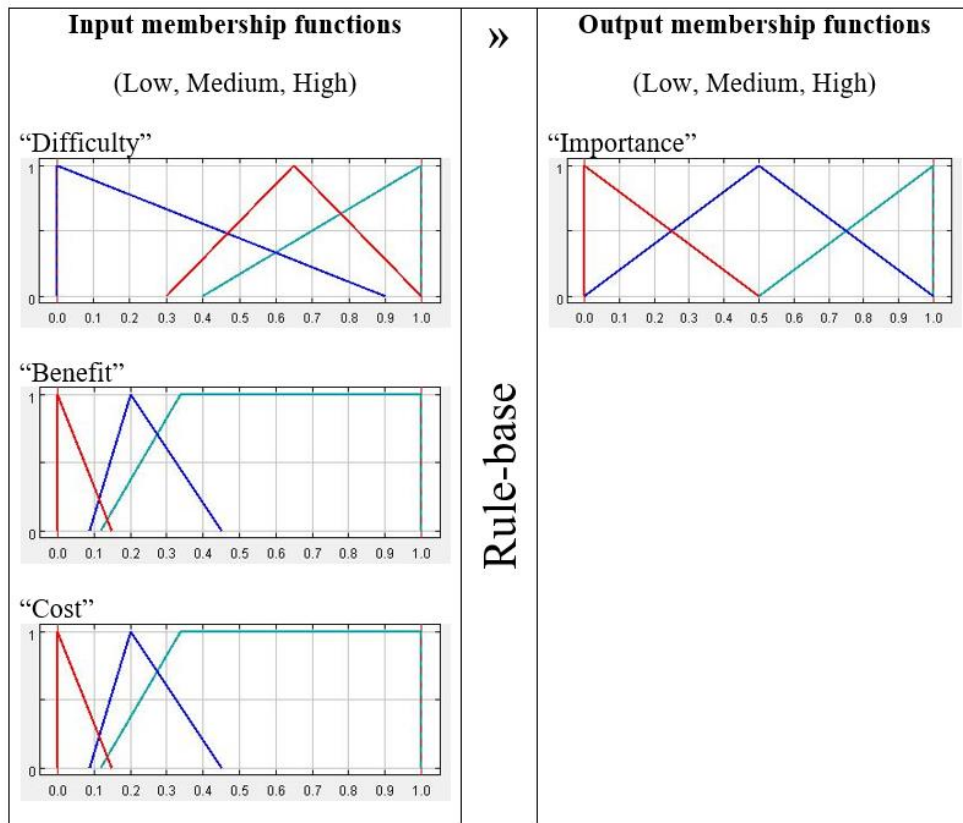 Input membership functions
(Low, Medium, High)
“Difficulty”
1
0
0.0 0.1 0.2 0.3 0.4 0.5 0.6 0.7 0.8 0.9 1.0
“Benefit”
1
0
0.0 0.1 0.2 0.3 0.4 0.5 0.6 0.7 0.8 0.9 1.0
“Cost”
1
0
0.0 0.1 0.2 0.3 0.4 0.5 0.6 0.7 0.8 0.9 1.0
»
Rule-base
Output membership functions
(Low, Medium, High)
“Importance”
1
0
0.0 0.1 0.2 0.3 0.4 0.5 0.6 0.7 0.8 0.9 1.0